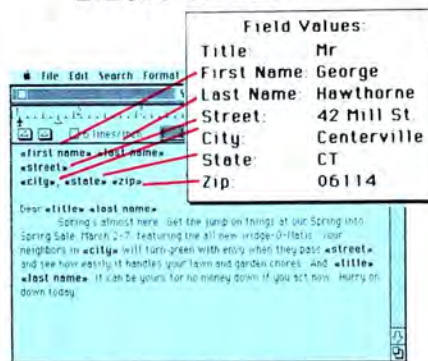 Field Values:
Title: Mr
First Name: George
Last Name: Hawthorne
Street: 42 Mill St.
City: Centerville
State: CT
Zip: 06114
File Edit Search Format
6 lines/inch
«first name» «last name»
«street»
«city», «state» «zip»
Dear «title» «last name»
Spring's almost here. Get the jump on things at our Spring into
Spring Sale, March 2-7, featuring the all new Widge-O-Matic. Your
neighbors in «city» will turn green with envy when they pass «street»
and see how easily it handles your lawn and garden chores. And «title»
«last name» it can be yours for no money down if you act now. Hurry on
down today.